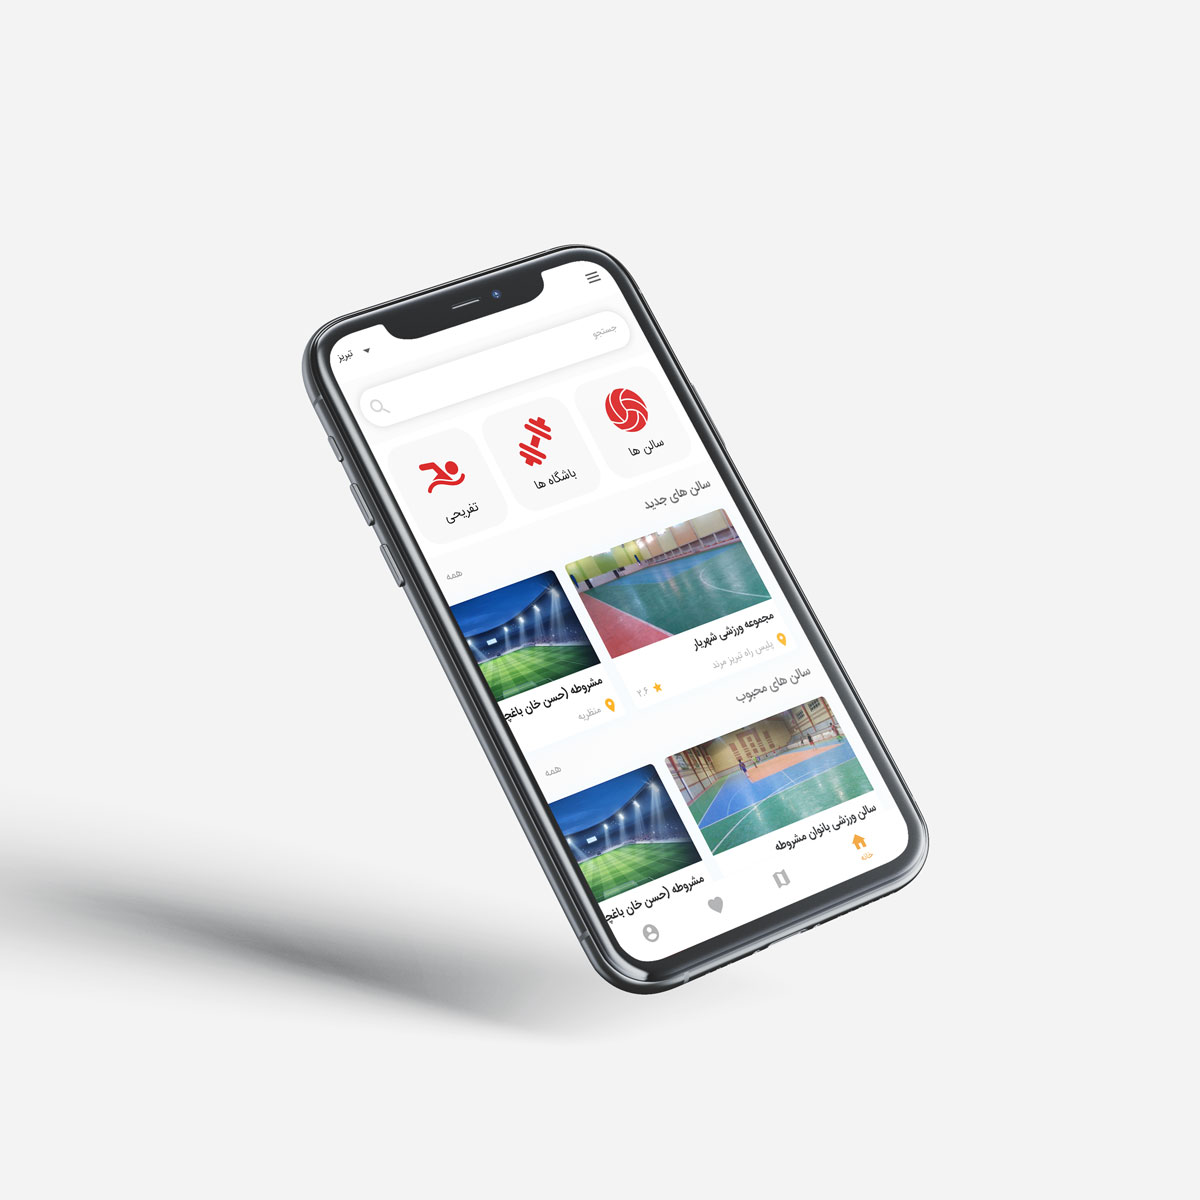 تبریز
جستجو
سالن ها
باشگاه ها
تفریحی
سالن های جدید
همه
مجموعه ورزشی شهریار
پلیس راه تبریز مرند
۳.۶
مشروطه (حسن خان باغچ
منظریه
سالن های محبوب
همه
سالن ورزشی بانوان مشروطه
مشروطه (حسن خان باغچ
خانه